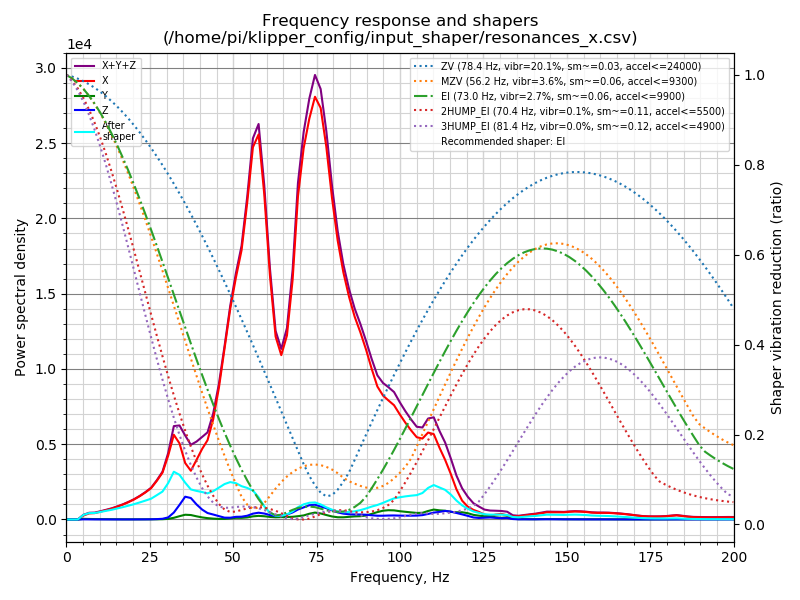 Frequency response and shapers
(/home/pi/klipper_config/input_shaper/resonances_x.csv)
1e4
3.0
2.5
2.0
1.5
1.0
0.5
0.0
Power spectral density
X+Y+Z
X
Y
Z
After
shaper
ZV (78.4 Hz, vibr=20.1%, sm~=0.03, accel<=24000)
MZV (56.2 Hz, vibr=3.6%, sm~=0.06, accel<=9300)
EI (73.0 Hz, vibr=2.7%, sm~=0.06, accel<=9900)
2HUMP_EI (70.4 Hz, vibr=0.1%, sm~=0.11, accel<=5500)
3HUMP_EI (81.4 Hz, vibr=0.0%, sm~=0.12, accel<=4900)
Recommended shaper: EI
1.0
0.8
0.6
0.4
0.2
0.0
Shaper vibration reduction (ratio)
0 25 50 75 100 125 150 175 200
Frequency, Hz